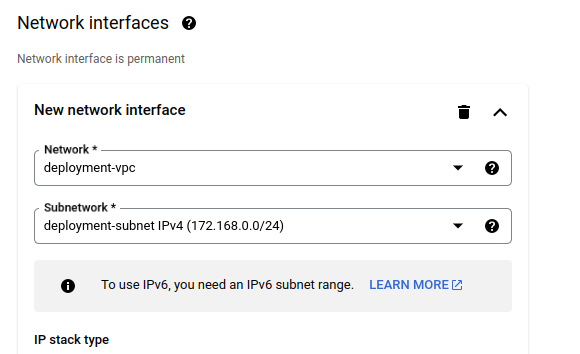 Network interfaces
Network interface is permanent
New network interface
Network *
deployment-vpc
Subnetwork *
deployment-subnet IPv4 (172.168.0.0/24)
To use IPv6, you need an IPv6 subnet range. LEARN MORE
IP stack type